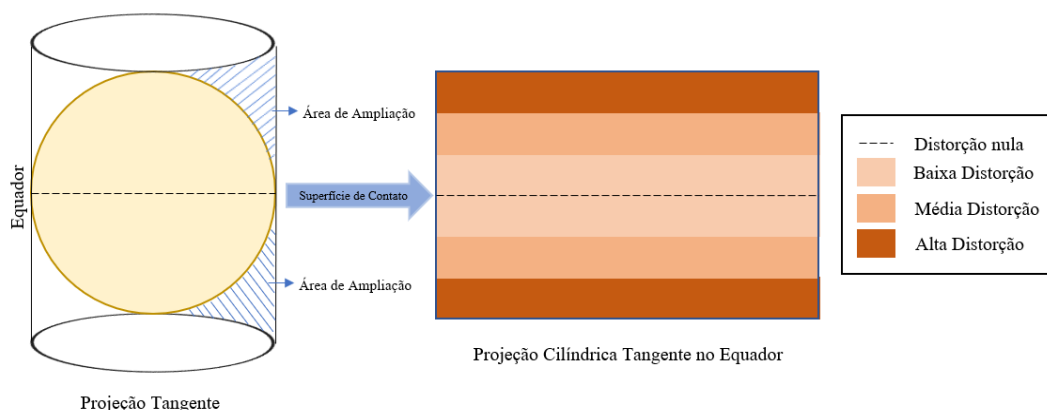 Equador
Área de Ampliação
Superfície de Contato
Área de Ampliação
Projeção Tangente
Projeção Cilíndrica Tangente no Equador
Distorção nula
Baixa Distorção
Média Distorção
Alta Distorção